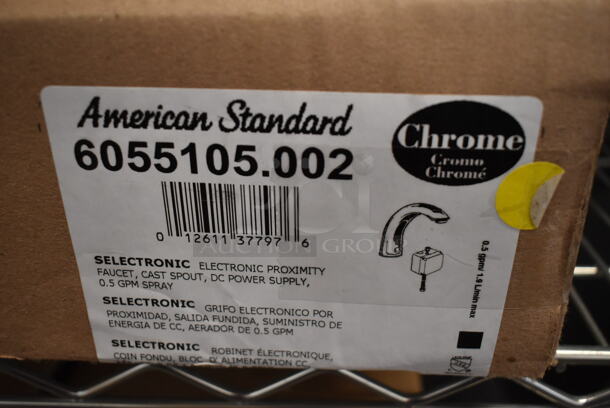 American Standard
6055105.002
Chrome
Cromo
Chromé
0 12611 37797 6
AUCTION GROUP
0.5 gpm/ 1.9 L/min max
SELECTRONIC ELECTRONIC PROXIMITY
FAUCET, CAST SPOUT, DC POWER SUPPLY,
0.5 GPM SPRAY
SELECTRONIC GRIFO ELECTRONICO POR
PROXIMIDAD, SALIDA FUNDIDA, SUMINISTRO DE
ENERGIA DE CC, AERADOR DE 0.5 GPM
SELECTRONIC ROBINET ÉLECTRONIQUE,
COIN FONDU, BLOC D'ALIMENTATION CC,